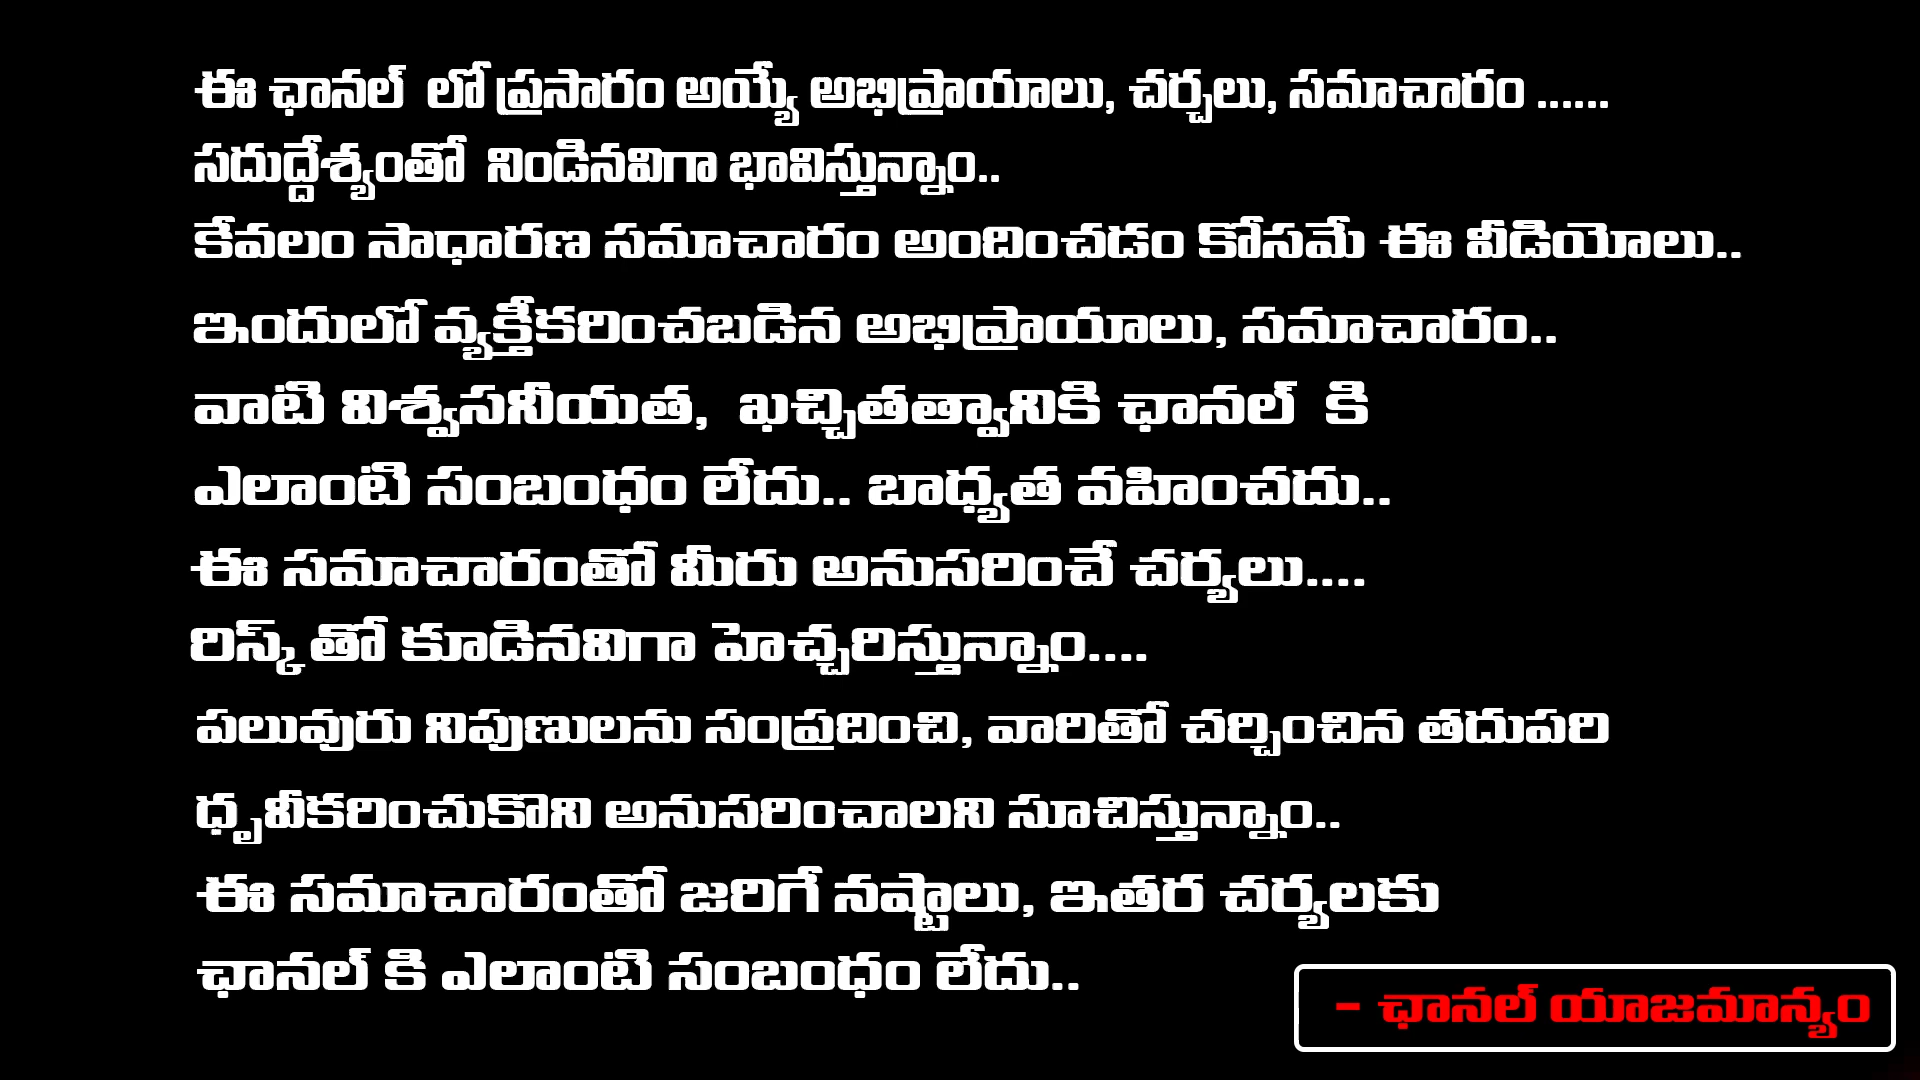 ఈ ఛానల్ లో ప్రసారం అయ్యే అభిప్రాయాలు, చర్చలు, సమాచారం ......
సదుద్దేశ్యంతో నిండినవిగా భావిస్తున్నాం..
కేవలం సాధారణ సమాచారం అందించడం కోసమే ఈ వీడియోలు..
ఇందులో వ్యక్తీకరించబడిన అభిప్రాయాలు, సమాచారం..
వాటి విశ్వసనీయత, ఖచ్చితత్వానికి ఛానల్ కి
ఎలాంటి సంబంధం లేదు.. బాధ్యత వహించదు..
ఈ సమాచారంతో మీరు అనుసరించే చర్యలు....
రిస్క్ తో కూడినవిగా హెచ్చరిస్తున్నాం....
పలువురు నిపుణులను సంప్రదించి, వారితో చర్చించిన తదుపరి
ధృవీకరించుకొని అనుసరించాలని సూచిస్తున్నాం..
ఈ సమాచారంతో జరిగే నష్టాలు, ఇతర చర్యలకు
ఛానల్ కి ఎలాంటి సంబంధం లేదు..
- ఛానల్ యాజమాన్యం